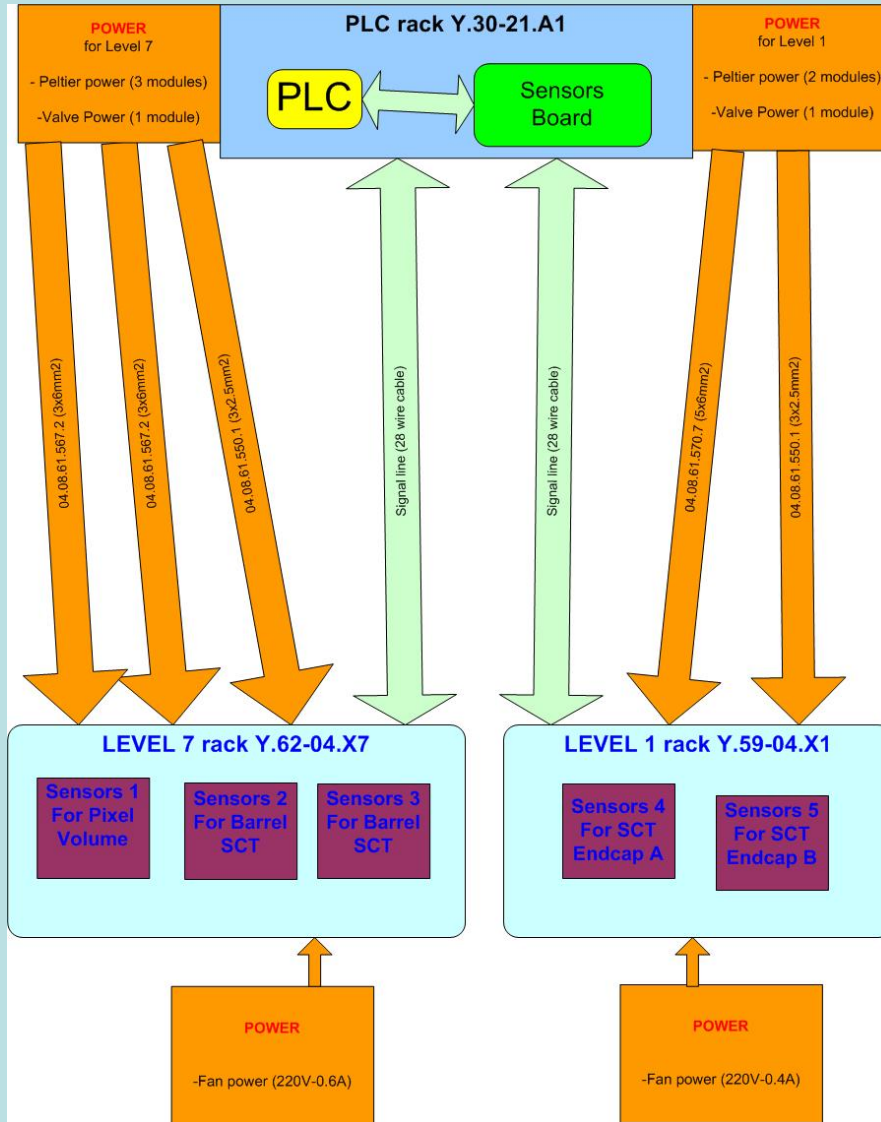 POWER
for Level 7
- Peltier power (3 modules)
-Valve Power (1 module)
PLC rack Y.30-21.A1
PLC
Sensors
Board
POWER
for Level 1
- Peltier power (2 modules)
-Valve Power (1 module)
04.08.61.567.2 (3x6mm2)
04.08.61.567.2 (3x6mm2)
04.08.61.550.1 (3x2.5mm2)
Signal line (28 wire cable)
Signal line (28 wire cable)
04.08.61.570.7 (5x6mm2)
04.08.61.550.1 (3x2.5mm2)
LEVEL 7 rack Y.62-04.X7
Sensors 1
For Pixel
Volume
Sensors 2
For Barrel
SCT
Sensors 3
For Barrel
SCT
LEVEL 1 rack Y.59-04.X1
Sensors 4
For SCT
Endcap A
Sensors 5
For SCT
Endcap B
POWER
-Fan power (220V-0.6A)
POWER
-Fan power (220V-0.4A)